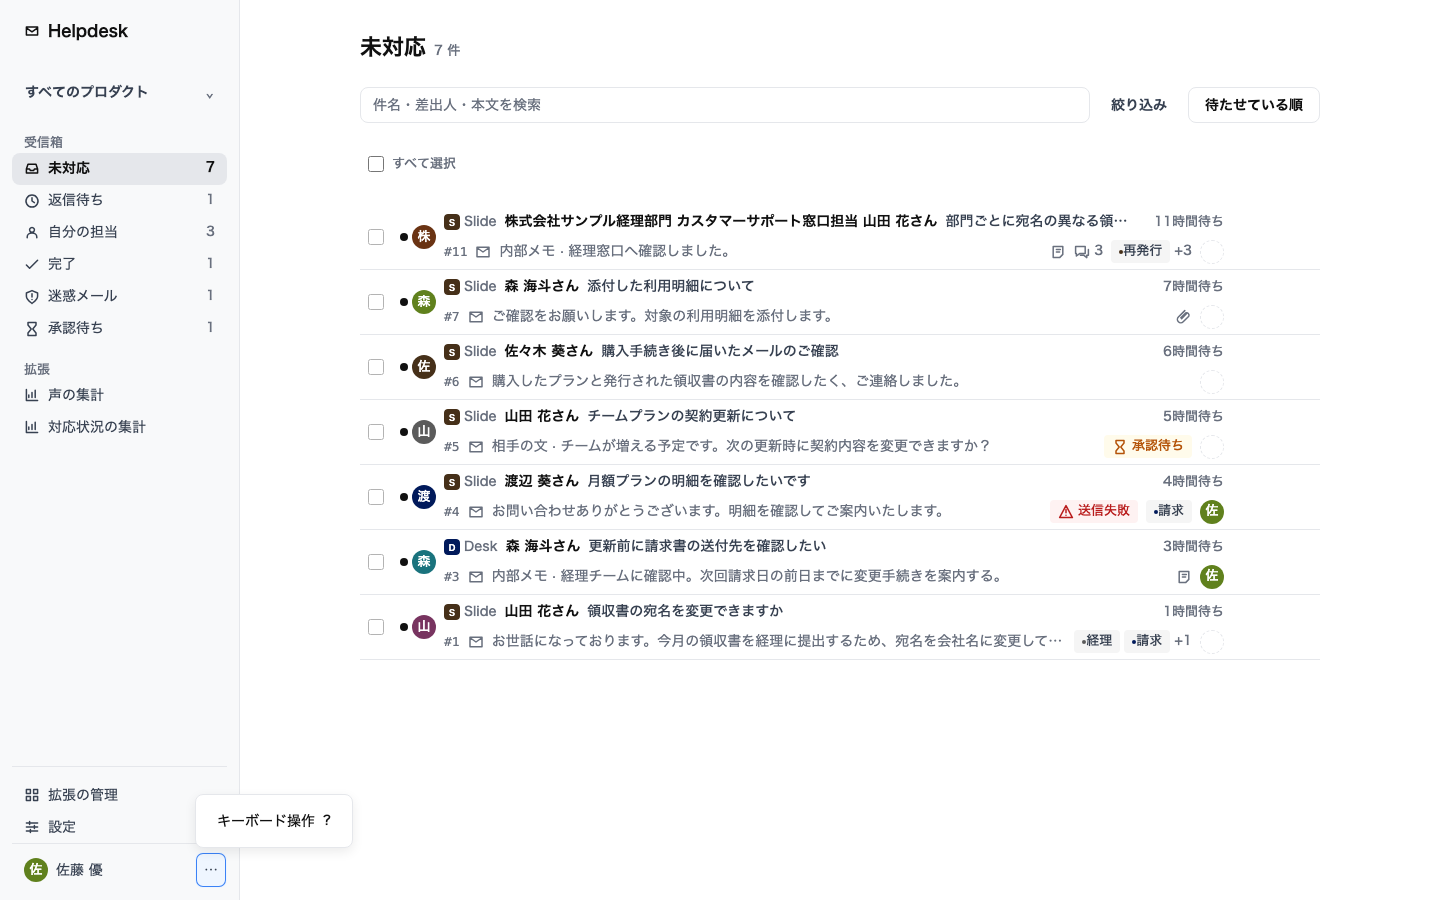 Helpdesk
すべてのプロダクト
受信箱
未対応 7
返信待ち 1
自分の担当 3
完了 1
迷惑メール 1
承認待ち 1
拡張
声の集計
対応状況の集計
拡張の管理
設定
佐 佐藤 優 …
キーボード操作 ?
未対応 7 件
件名・差出人・本文を検索 絞り込み 待たせている順
すべて選択
株 S Slide 株式会社サンプル経理部門 カスタマーサポート窓口担当 山田 花さん 部門ごとに宛名の異なる領… 11時間待ち
#11 内部メモ · 経理窓口へ確認しました。 3 •再発行 +3
森 S Slide 森 海斗さん 添付した利用明細について 7時間待ち
#7 ご確認をお願いします。対象の利用明細を添付します。
佐 S Slide 佐々木 葵さん 購入手続き後に届いたメールのご確認 6時間待ち
#6 購入したプランと発行された領収書の内容を確認したく、ご連絡しました。
山 S Slide 山田 花さん チームプランの契約更新について 5時間待ち
#5 相手の文 · チームが増える予定です。次の更新時に契約内容を変更できますか？ 承認待ち
渡 S Slide 渡辺 葵さん 月額プランの明細を確認したいです 4時間待ち
#4 お問い合わせありがとうございます。明細を確認してご案内いたします。 送信失敗 •請求 佐
森 D Desk 森 海斗さん 更新前に請求書の送付先を確認したい 3時間待ち
#3 内部メモ · 経理チームに確認中。次回請求日の前日までに変更手続きを案内する。 佐
山 S Slide 山田 花さん 領収書の宛名を変更できますか 1時間待ち
#1 お世話になっております。今月の領収書を経理に提出するため、宛名を会社名に変更して… •経理 •請求 +1